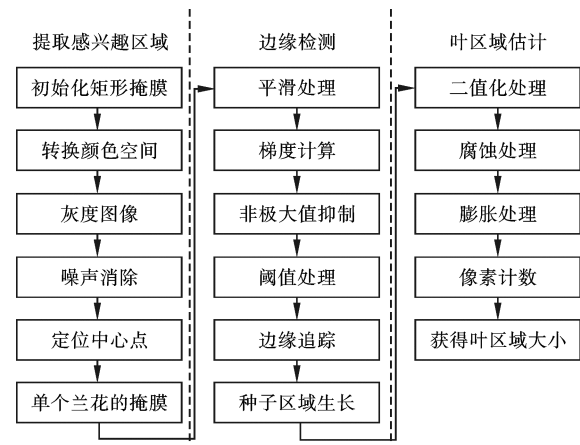 提取感兴趣区域
初始化矩形掩膜
转换颜色空间
灰度图像
噪声消除
定位中心点
单个兰花的掩膜
边缘检测
平滑处理
梯度计算
非极大值抑制
阈值处理
边缘追踪
种子区域生长
叶区域估计
二值化处理
腐蚀处理
膨胀处理
像素计数
获得叶区域大小